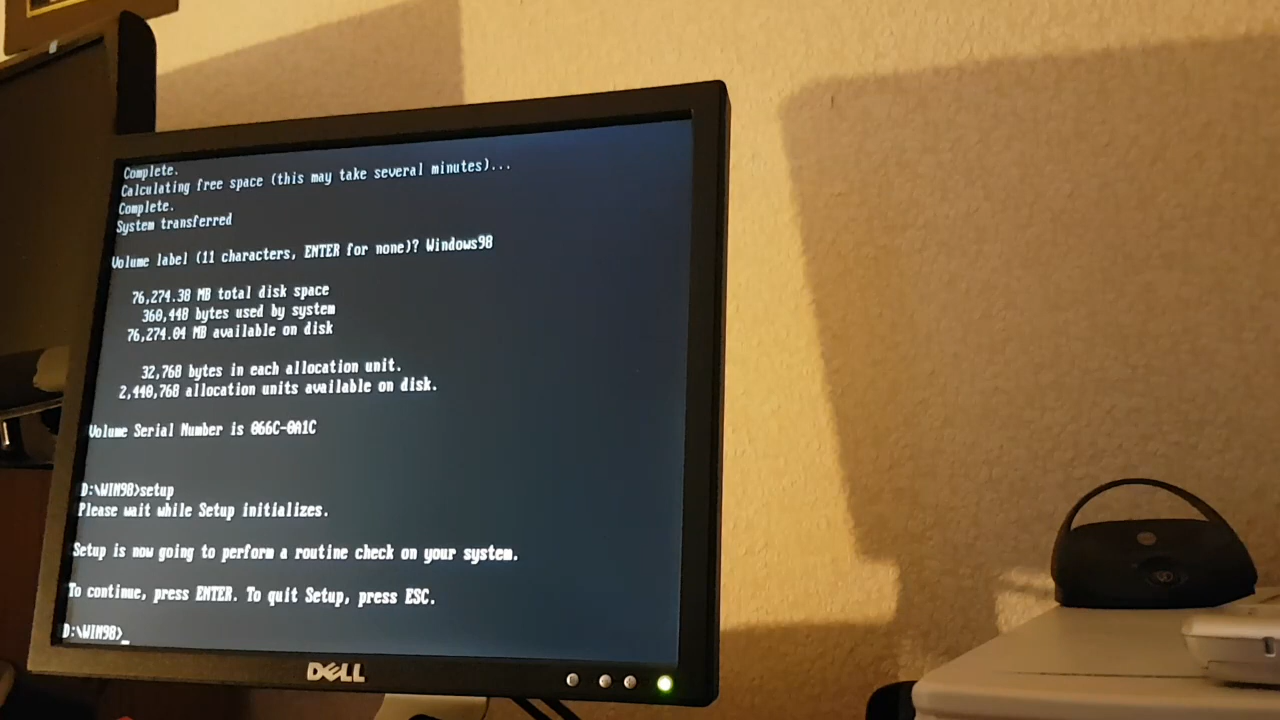 Complete.
Calculating free space (this may take several minutes)...
Complete.
System transferred
Volume label (11 characters, ENTER for none)? Windows98
76,274.38 MB total disk space
360,448 bytes used by system
76,274.04 MB available on disk
32,768 bytes in each allocation unit.
2,440,768 allocation units available on disk.
Volume Serial Number is 066C-0A1C
D:\WIN98>setup
Please wait while Setup initializes.
Setup is now going to perform a routine check on your system.
To continue, press ENTER. To quit Setup, press ESC.
D:\WIN98>_
DELL